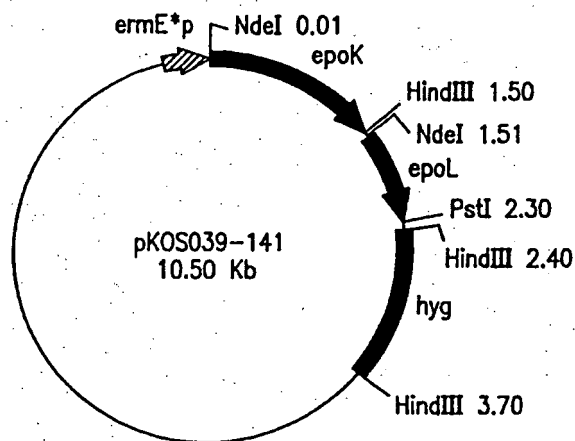 ermE*p
NdeI 0.01
epoK
HindIII 1.50
NdeI 1.51
epoL
PstI 2.30
HindIII 2.40
pKOS039-141
10.50 Kb
hyg
HindIII 3.70